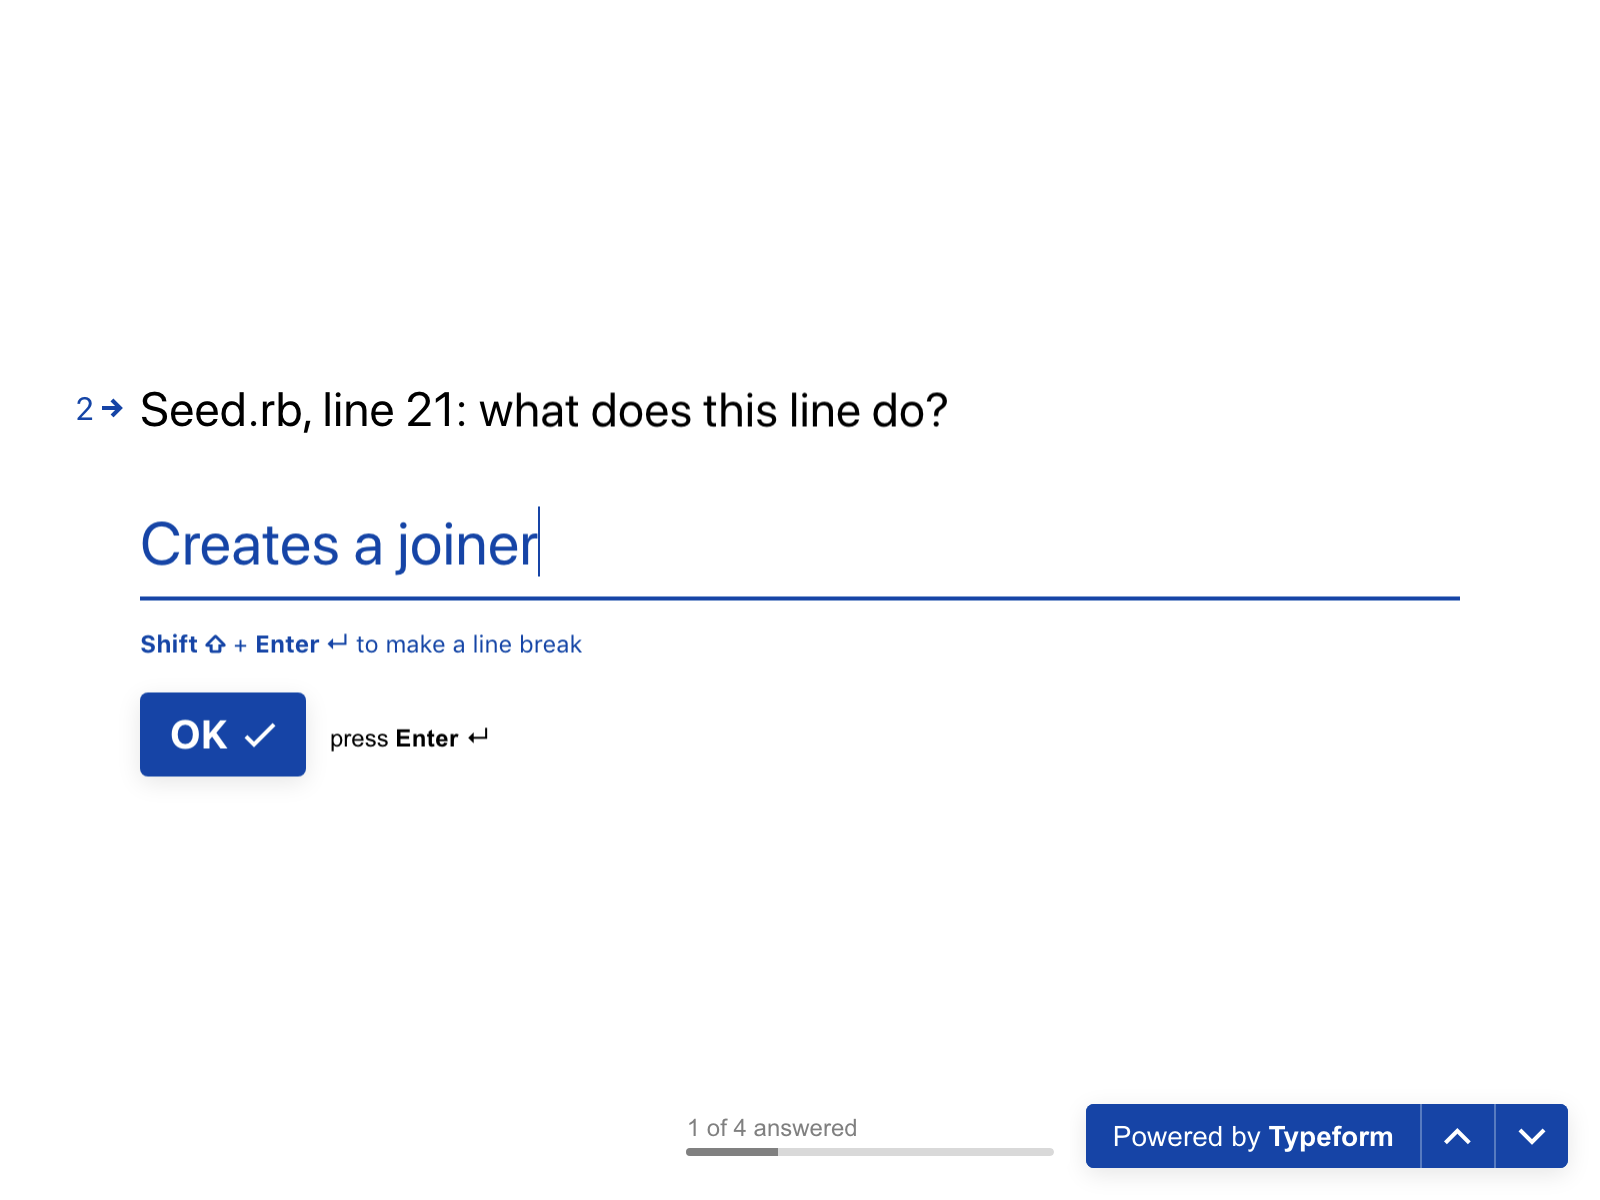 2 Seed.rb, line 21: what does this line do?
Creates a joiner
Shift + Enter to make a line break
OK press Enter
1 of 4 answered
Powered by Typeform